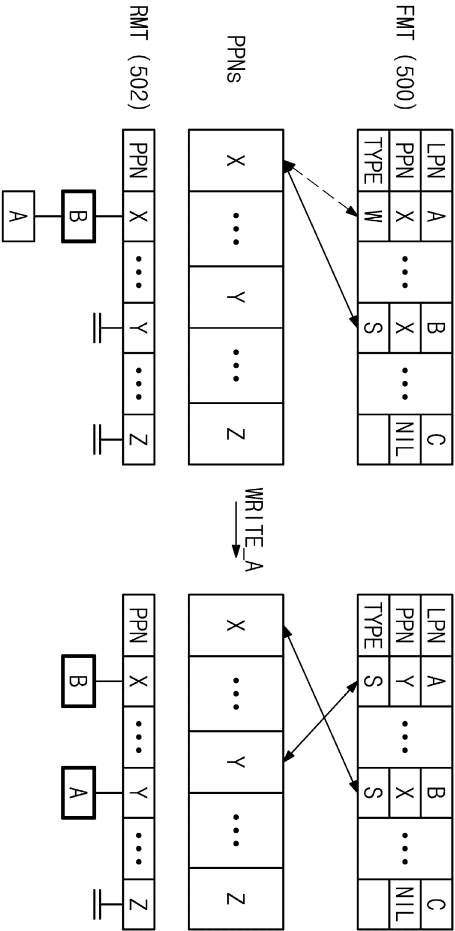 LPN A B C LPN A B C
FMT (500) PPN X ... X ... NIL PPN Y ... X ... NIL
TYPE W S TYPE S S
WRITE_A
PPNs X ... Y ... Z X ... Y ... Z
RMT (502) PPN X ... Y ... Z PPN X ... Y ... Z
B B A
A